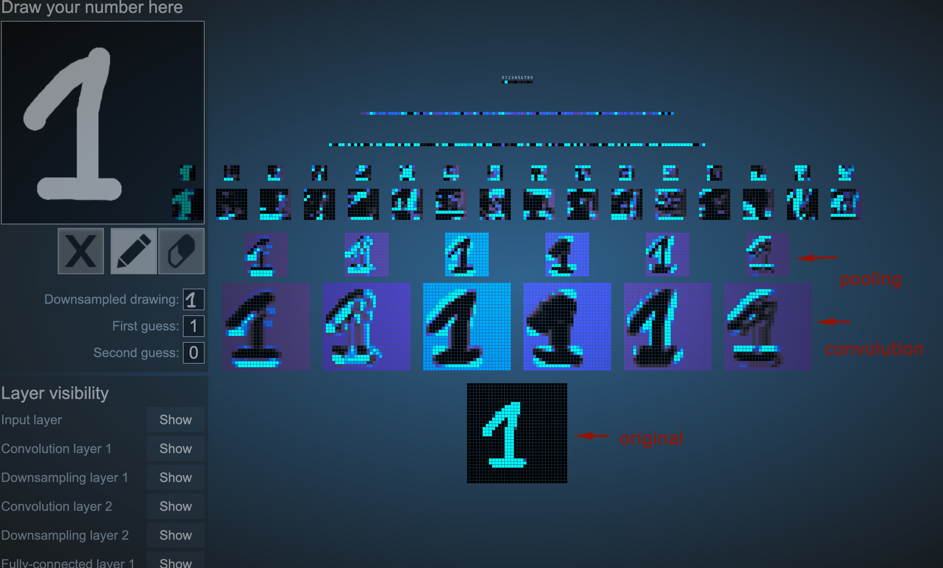 Draw your number here
0123456789
Downsampled drawing: 1
First guess: 1
Second guess: 0
pooling
convolution
original
Layer visibility
Input layer Show
Convolution layer 1 Show
Downsampling layer 1 Show
Convolution layer 2 Show
Downsampling layer 2 Show
Fully-connected layer 1 Show